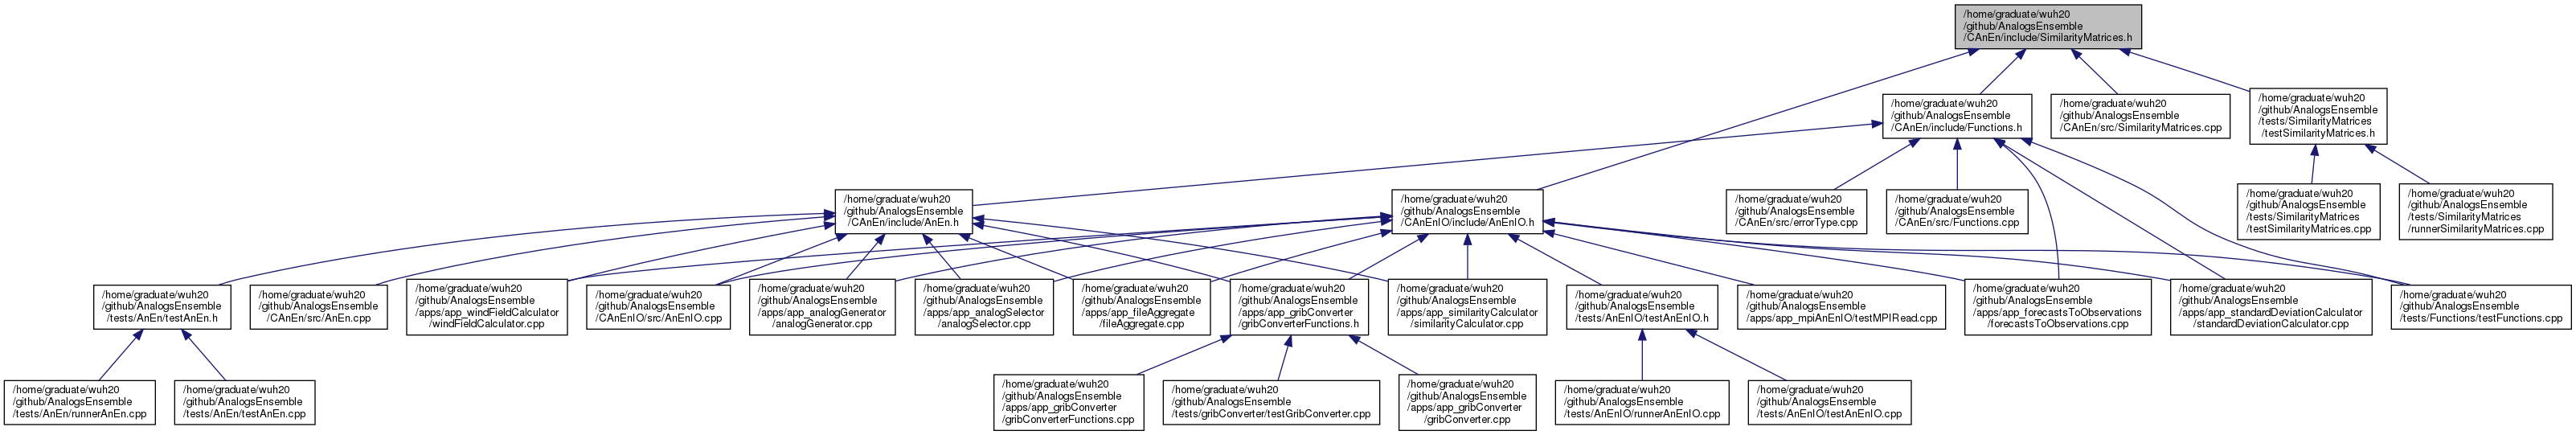 /home/graduate/wuh20
/github/AnalogsEnsemble
/CAnEn/include/SimilarityMatrices.h
/home/graduate/wuh20
/github/AnalogsEnsemble
/CAnEn/include/Functions.h
/home/graduate/wuh20
/github/AnalogsEnsemble
/CAnEn/src/SimilarityMatrices.cpp
/home/graduate/wuh20
/github/AnalogsEnsemble
/tests/SimilarityMatrices
/testSimilarityMatrices.h
/home/graduate/wuh20
/github/AnalogsEnsemble
/CAnEn/include/AnEn.h
/home/graduate/wuh20
/github/AnalogsEnsemble
/CAnEnIO/include/AnEnIO.h
/home/graduate/wuh20
/github/AnalogsEnsemble
/CAnEn/src/errorType.cpp
/home/graduate/wuh20
/github/AnalogsEnsemble
/CAnEn/src/Functions.cpp
/home/graduate/wuh20
/github/AnalogsEnsemble
/tests/SimilarityMatrices
/testSimilarityMatrices.cpp
/home/graduate/wuh20
/github/AnalogsEnsemble
/tests/SimilarityMatrices
/runnerSimilarityMatrices.cpp
/home/graduate/wuh20
/github/AnalogsEnsemble
/tests/AnEn/testAnEn.h
/home/graduate/wuh20
/github/AnalogsEnsemble
/CAnEn/src/AnEn.cpp
/home/graduate/wuh20
/github/AnalogsEnsemble
/apps/app_windFieldCalculator
/windFieldCalculator.cpp
/home/graduate/wuh20
/github/AnalogsEnsemble
/CAnEnIO/src/AnEnIO.cpp
/home/graduate/wuh20
/github/AnalogsEnsemble
/apps/app_analogGenerator
/analogGenerator.cpp
/home/graduate/wuh20
/github/AnalogsEnsemble
/apps/app_analogSelector
/analogSelector.cpp
/home/graduate/wuh20
/github/AnalogsEnsemble
/apps/app_fileAggregate
/fileAggregate.cpp
/home/graduate/wuh20
/github/AnalogsEnsemble
/apps/app_gribConverter
/gribConverterFunctions.h
/home/graduate/wuh20
/github/AnalogsEnsemble
/apps/app_similarityCalculator
/similarityCalculator.cpp
/home/graduate/wuh20
/github/AnalogsEnsemble
/tests/AnEnIO/testAnEnIO.h
/home/graduate/wuh20
/github/AnalogsEnsemble
/apps/app_mpiAnEnIO/testMPIRead.cpp
/home/graduate/wuh20
/github/AnalogsEnsemble
/apps/app_forecastsToObservations
/forecastsToObservations.cpp
/home/graduate/wuh20
/github/AnalogsEnsemble
/apps/app_standardDeviationCalculator
/standardDeviationCalculator.cpp
/home/graduate/wuh20
/github/AnalogsEnsemble
/tests/Functions/testFunctions.cpp
/home/graduate/wuh20
/github/AnalogsEnsemble
/tests/AnEn/runnerAnEn.cpp
/home/graduate/wuh20
/github/AnalogsEnsemble
/tests/AnEn/testAnEn.cpp
/home/graduate/wuh20
/github/AnalogsEnsemble
/apps/app_gribConverter
/gribConverterFunctions.cpp
/home/graduate/wuh20
/github/AnalogsEnsemble
/tests/gribConverter/testGribConverter.cpp
/home/graduate/wuh20
/github/AnalogsEnsemble
/apps/app_gribConverter
/gribConverter.cpp
/home/graduate/wuh20
/github/AnalogsEnsemble
/tests/AnEnIO/runnerAnEnIO.cpp
/home/graduate/wuh20
/github/AnalogsEnsemble
/tests/AnEnIO/testAnEnIO.cpp